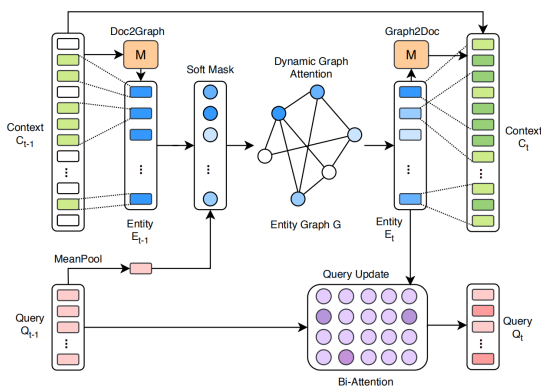 Doc2Graph
M
Soft Mask
Dynamic Graph
Attention
Graph2Doc
M
Context
Cₜ₋₁
...
...
...
...
...
Context
Cₜ
Entity
Eₜ₋₁
Entity Graph G
Entity
Eₜ
MeanPool
Query Update
Query
Qₜ₋₁
...
...
Query
Qₜ
Bi-Attention